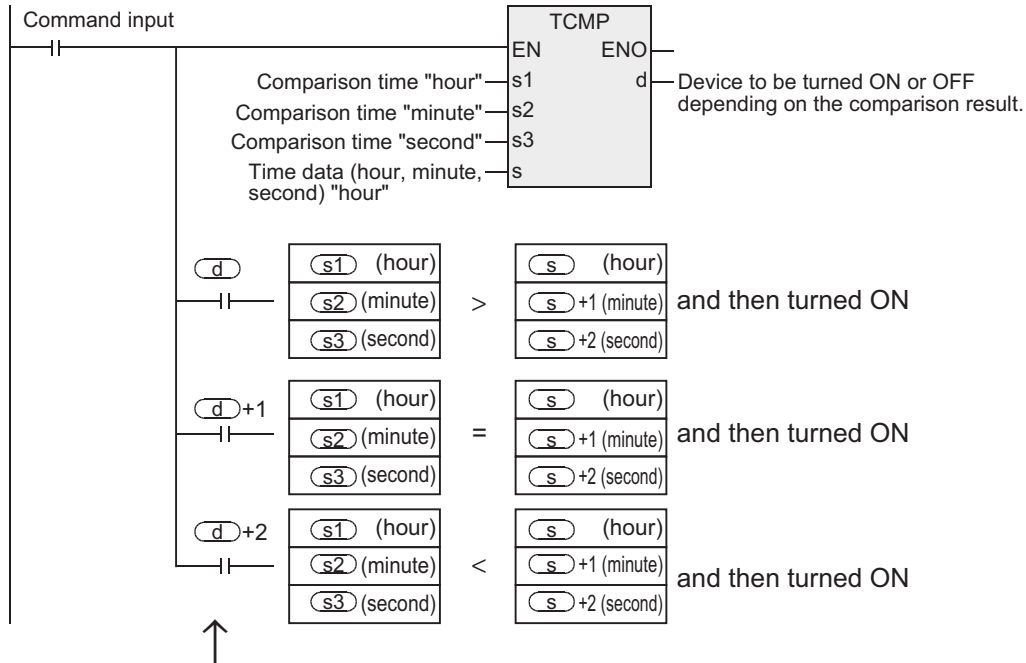 Command input
TCMP
EN ENO
Comparison time "hour" s1 d Device to be turned ON or OFF
depending on the comparison result.
Comparison time "minute" s2
Comparison time "second" s3
Time data (hour, minute, s
second) "hour"
d
s1 (hour) s (hour)
s2 (minute) > s +1 (minute) and then turned ON
s3 (second) s +2 (second)
d +1
s1 (hour) s (hour)
s2 (minute) = s +1 (minute) and then turned ON
s3 (second) s +2 (second)
d +2
s1 (hour) s (hour)
s2 (minute) < s +1 (minute) and then turned ON
s3 (second) s +2 (second)